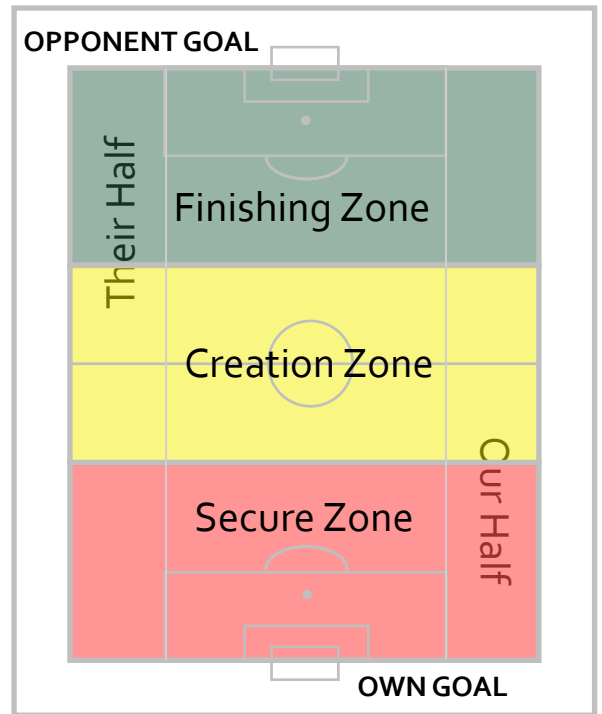 OPPONENT GOAL
Their Half
Finishing Zone
Creation Zone
Our Half
Secure Zone
OWN GOAL